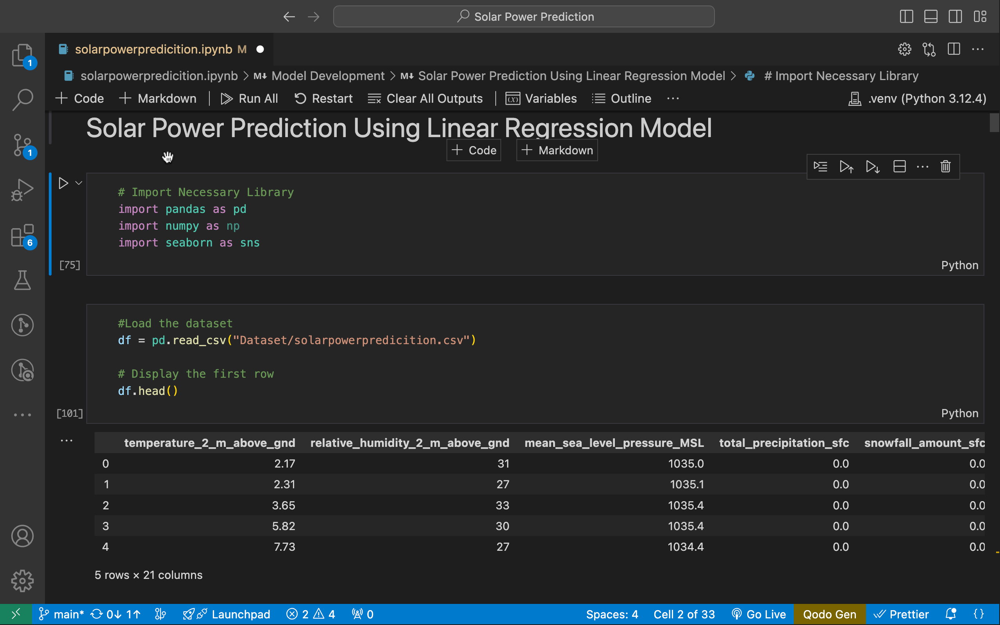 Solar Power Prediction
solarpowerpredicition.ipynb M
solarpowerpredicition.ipynb > M↓ Model Development > M↓ Solar Power Prediction Using Linear Regression Model > # Import Necessary Library
+ Code + Markdown | Run All Restart Clear All Outputs | Variables Outline ... .venv (Python 3.12.4)
Solar Power Prediction Using Linear Regression Model
+ Code + Markdown
# Import Necessary Library
import pandas as pd
import numpy as np
import seaborn as sns
[75] Python
#Load the dataset
df = pd.read_csv("Dataset/solarpowerpredicition.csv")
# Display the first row
df.head()
[101] Python
temperature_2_m_above_gnd relative_humidity_2_m_above_gnd mean_sea_level_pressure_MSL total_precipitation_sfc snowfall_amount_sfc
0 2.17 31 1035.0 0.0 0.0
1 2.31 27 1035.1 0.0 0.0
2 3.65 33 1035.4 0.0 0.0
3 5.82 30 1035.4 0.0 0.0
4 7.73 27 1034.4 0.0 0.0
5 rows × 21 columns
1
1
6
main* 0↓ 1↑ Launchpad 2 4 0 Spaces: 4 Cell 2 of 33 Go Live Qodo Gen Prettier {}